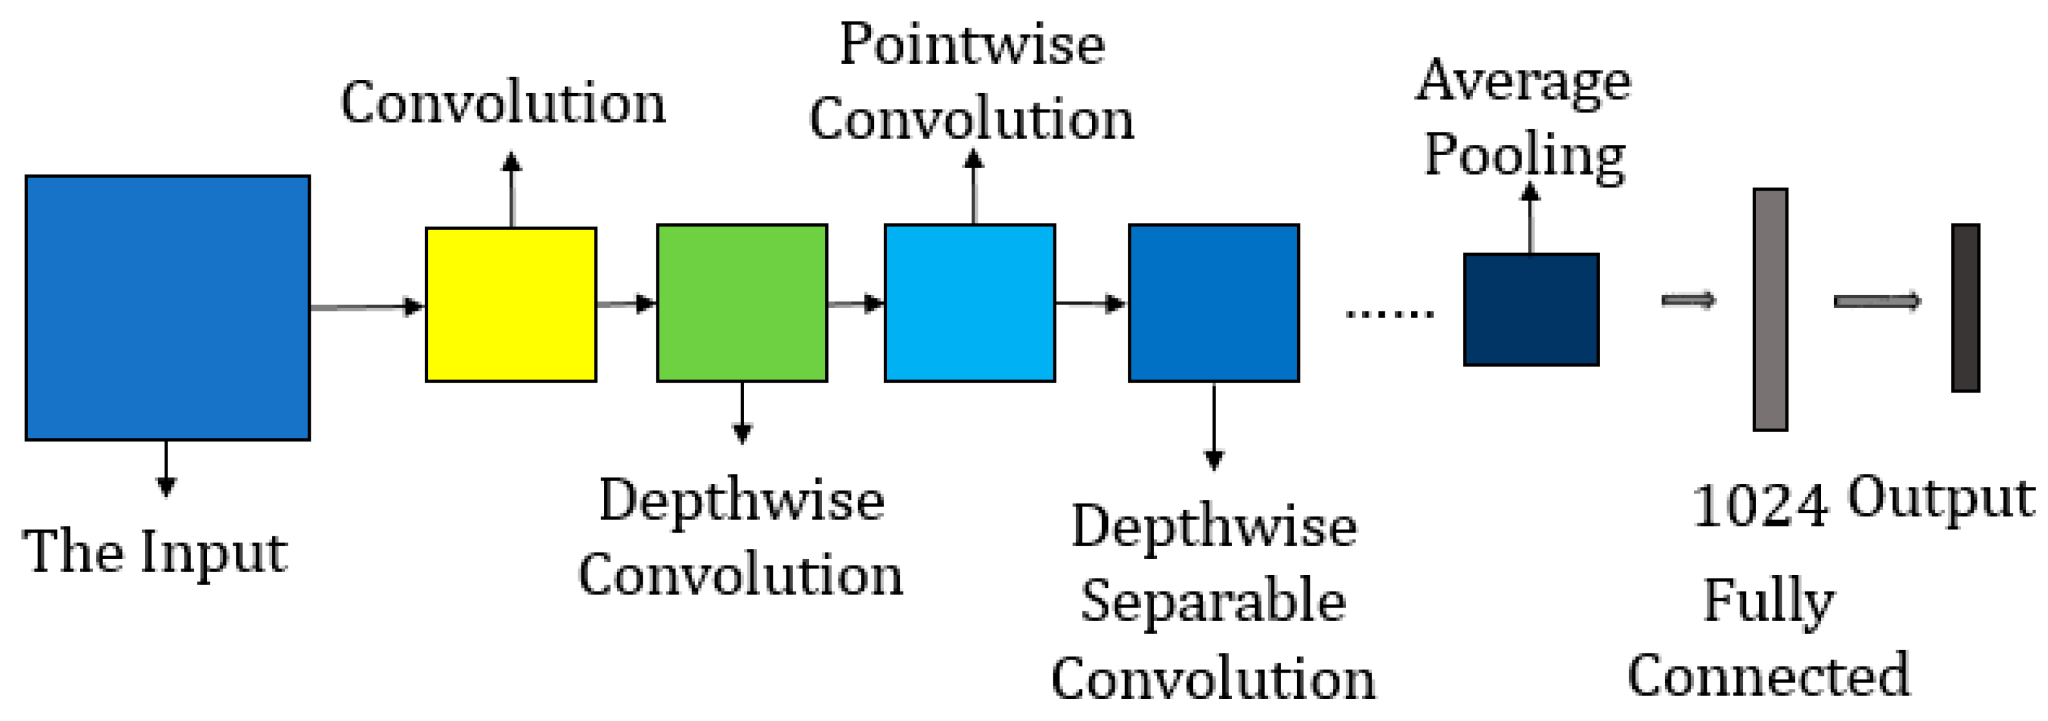 The Input
Convolution
Depthwise
Convolution
Pointwise
Convolution
Depthwise
Separable
Convolution
......
Average
Pooling
1024
Fully
Connected
Output